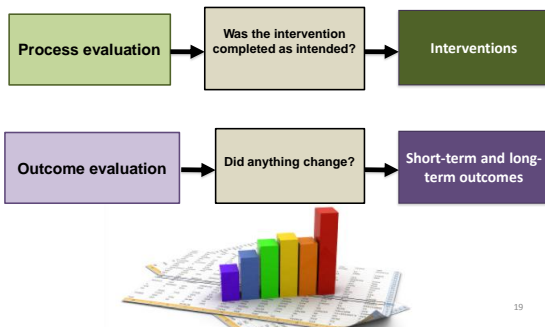 Process evaluation
Was the intervention
completed as intended?
Interventions
Outcome evaluation
Did anything change?
Short-term and long-
term outcomes
19